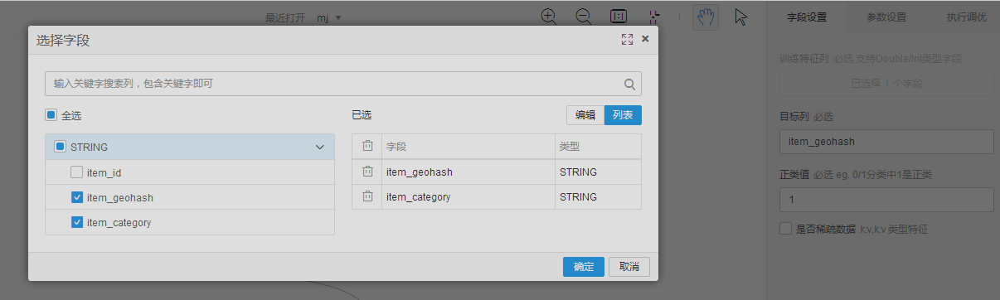 最近打开 mj
字段设置 参数设置 执行调优
选择字段
训练特征列 必选 支持Double/Int类型字段
输入关键字搜索列，包含关键字即可
已选择 1 个字段
全选
已选
编辑 列表
目标列 必选
STRING
字段 类型
item_geohash
item_id
item_geohash STRING
正类值 必选 eg. 0/1分类中1是正类
item_geohash
item_category STRING
1
item_category
是否稀疏数据 k:v,k:v 类型特征
确定 取消